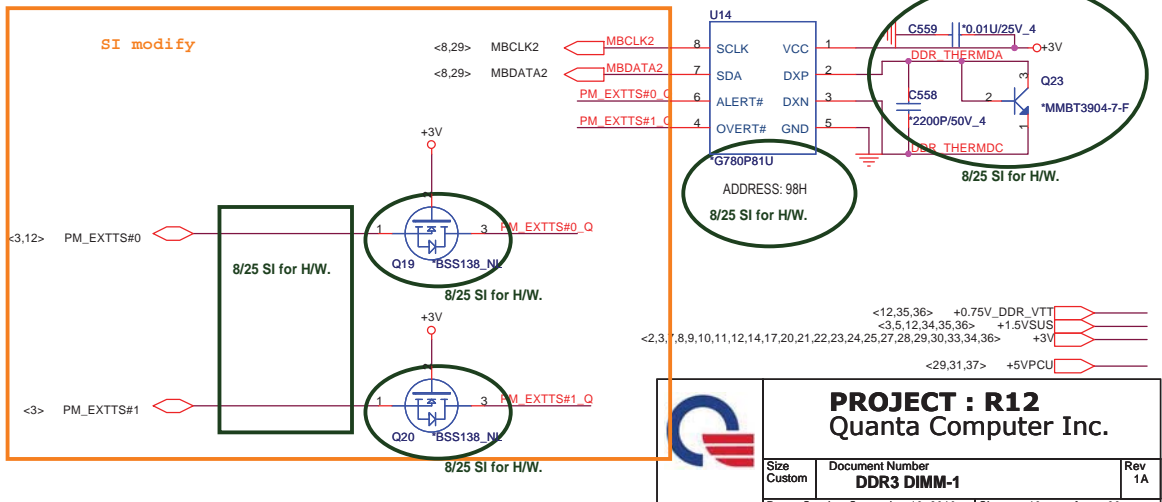 SI modify
<8,29> MBCLK2
MBCLK2
<8,29> MBDATA2
MBDATA2
PM_EXTTS#0_Q
PM_EXTTS#1_Q
U14
8 SCLK VCC 1
7 SDA DXP 2
6 ALERT# DXN 3
4 OVERT# GND 5
*G780P81U
ADDRESS: 98H
8/25 SI for H/W.
C559 *0.01U/25V_4
+3V
DDR_THERMDA
Q23
3
2
1
*MMBT3904-7-F
C558
*2200P/50V_4
DDR_THERMDC
8/25 SI for H/W.
+3V
2
<3,12> PM_EXTTS#0
1
3 PM_EXTTS#0_Q
Q19 *BSS138_NL
8/25 SI for H/W.
8/25 SI for H/W.
+3V
2
<3> PM_EXTTS#1
1
3 PM_EXTTS#1_Q
Q20 *BSS138_NL
8/25 SI for H/W.
<12,35,36> +0.75V_DDR_VTT
<3,5,12,34,35,36> +1.5VSUS
<2,3,7,8,9,10,11,12,14,17,20,21,22,23,24,25,27,28,29,30,33,34,36> +3V
<29,31,37> +5VPCU
PROJECT : R12
Quanta Computer Inc.
Size
Custom
Document Number
DDR3 DIMM-1
Rev
1A